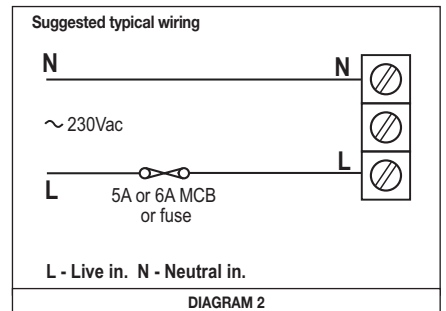 Suggested typical wiring
N N
~ 230Vac
L
L
5A or 6A MCB
or fuse
L - Live in. N - Neutral in.
DIAGRAM 2